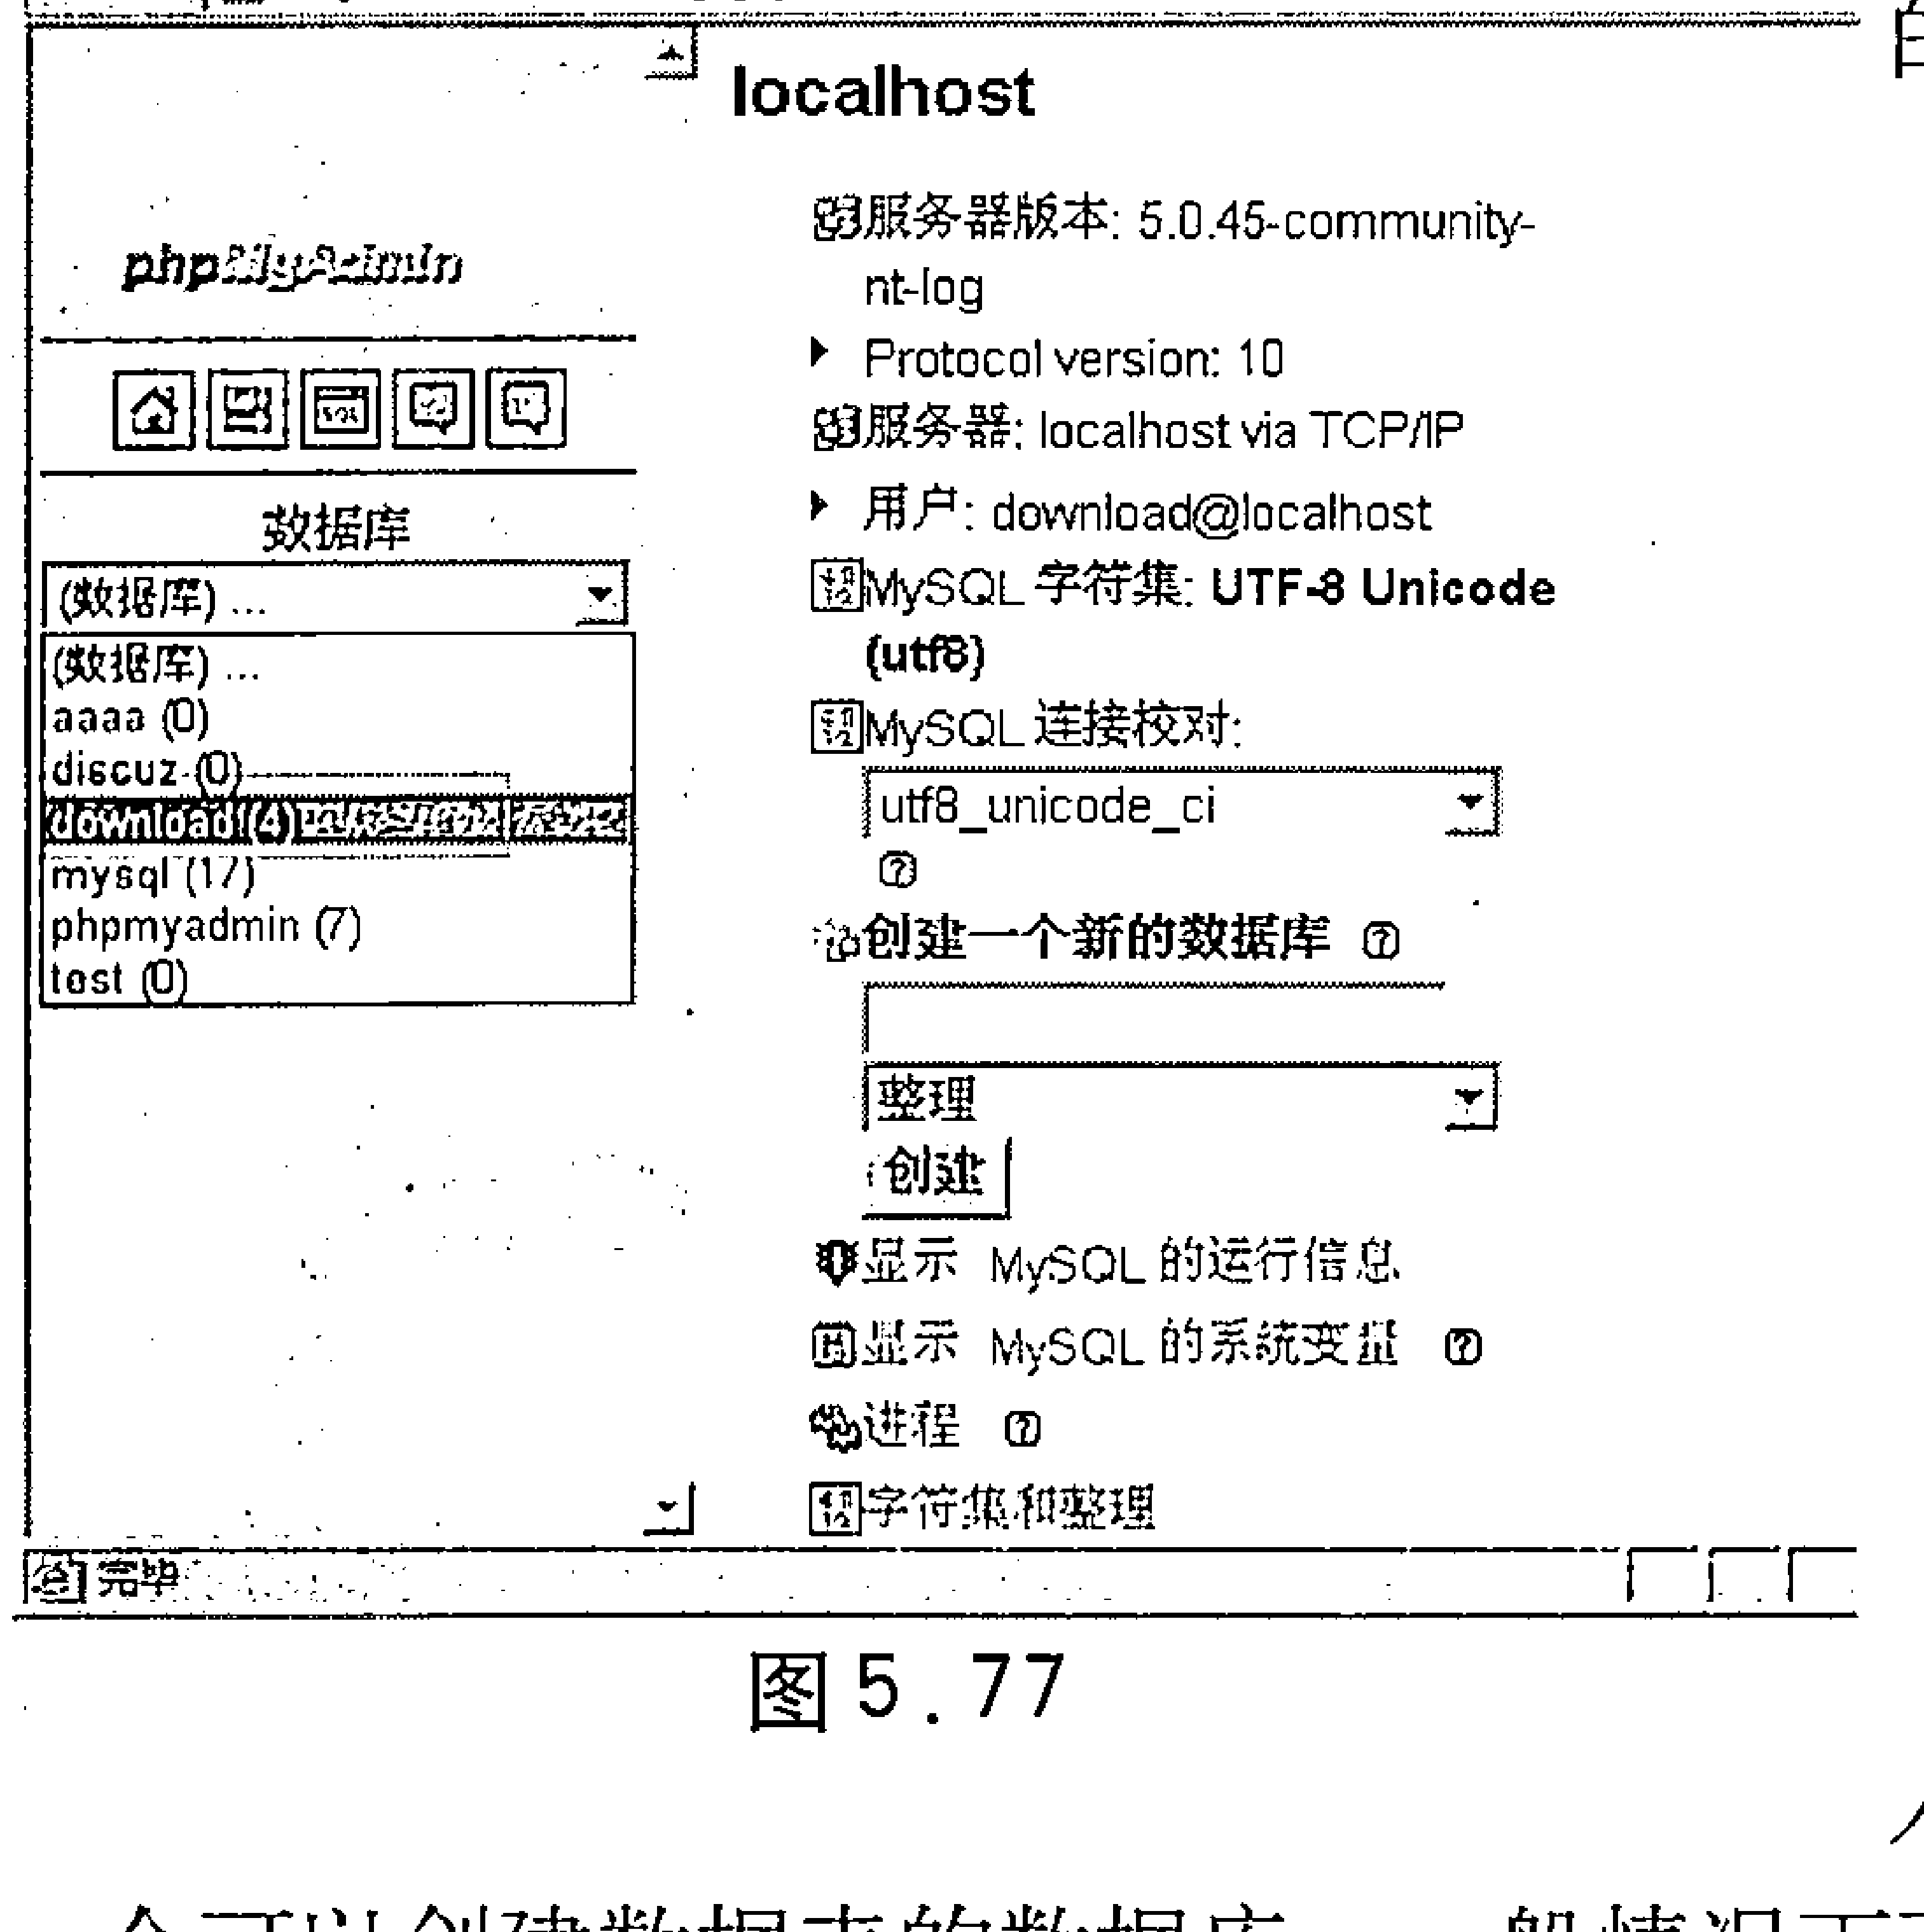 phpMyAdmin
数据库
(数据库) ...
(数据库) ...
aaaa (0)
discuz (0)
download (4)
mysql (17)
phpmyadmin (7)
test (0)
localhost
服务器版本: 5.0.45-community-
nt-log
Protocol version: 10
服务器: localhost via TCP/IP
用户: download@localhost
MySQL 字符集: UTF-8 Unicode
(utf8)
MySQL 连接校对:
utf8_unicode_ci
创建一个新的数据库
整理
创建
显示 MySQL 的运行信息
显示 MySQL 的系统变量
进程
字符集和整理
完毕
图 5.77